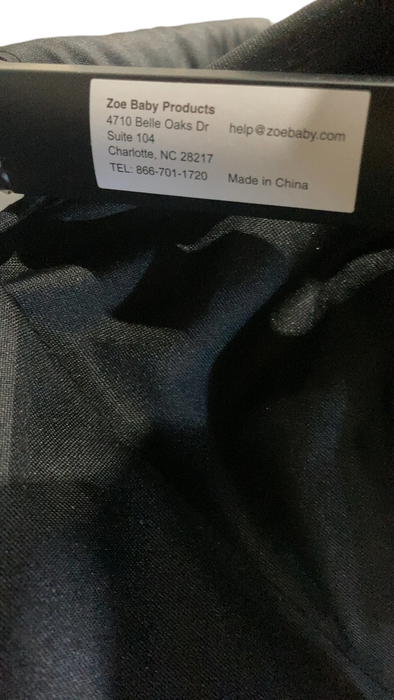 Zoe Baby Products
4710 Belle Oaks Dr help@zoebaby.com
Suite 104
Charlotte, NC 28217
TEL: 866-701-1720 Made in China